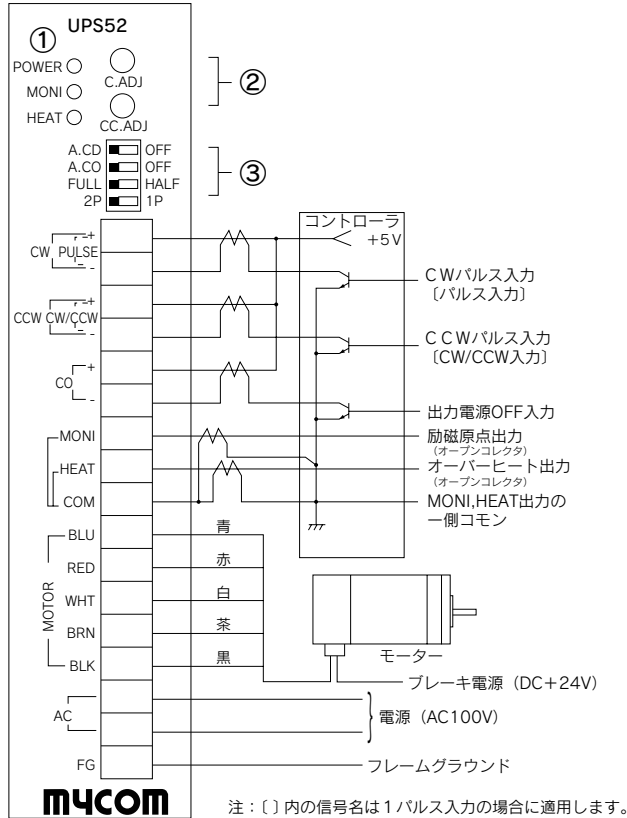 UPS52
①
POWER
C.ADJ
②
MONI
HEAT
CC.ADJ
A.CD OFF
A.CO OFF
③
FULL HALF
2P 1P
コントローラ
+
CW PULSE
-
+5V
CWパルス入力
〔パルス入力〕
+
CCW CW/CCW
-
CCWパルス入力
〔CW/CCW入力〕
+
CO
-
出力電源OFF入力
MONI
励磁原点出力
(オープンコレクタ)
HEAT
オーバーヒート出力
(オープンコレクタ)
COM
MONI,HEAT出力の
ー側コモン
MOTOR
BLU 青
RED 赤
WHT 白
BRN 茶
BLK 黒
モーター
ブレーキ電源(DC+24V)
AC
電源(AC100V)
FG
フレームグラウンド
mycom
注:〔 〕内の信号名は1パルス入力の場合に適用します。